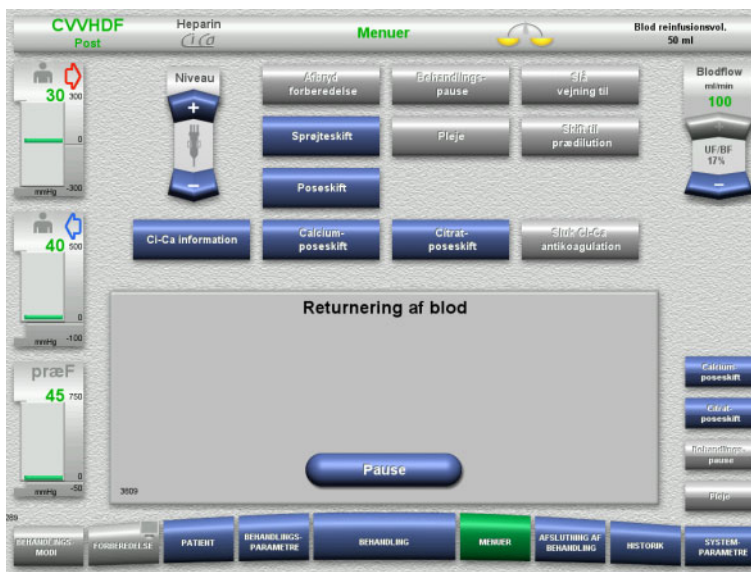 CVVHDF
Post
Heparin
Ci Ca
Menuer
Blod reinfusionsvol.
50 ml
30
300
0
mmHg
-300
40
500
0
mmHg
-100
præF
45
750
0
mmHg
-50
Niveau
+
−
Afbryd
forberedelse
Behandlings-
pause
Slå
vejning til
Sprøjteskift
Pleje
Skift til
prædilution
Poseskift
Ci-Ca information
Calcium-
poseskift
Citrat-
poseskift
Sluk Ci-Ca
antikoagulation
Blodflow
ml/min
100
+
UF/BF
17%
−
Returnering af blod
Pause
3609
Calcium-
poseskift
Citrat-
poseskift
Behandlings-
pause
Pleje
BEHANDLINGS-
MODI
FORBEREDELSE
PATIENT
BEHANDLINGS-
PARAMETRE
BEHANDLING
MENUER
AFSLUTNING AF
BEHANDLING
HISTORIK
SYSTEM-
PARAMETRE